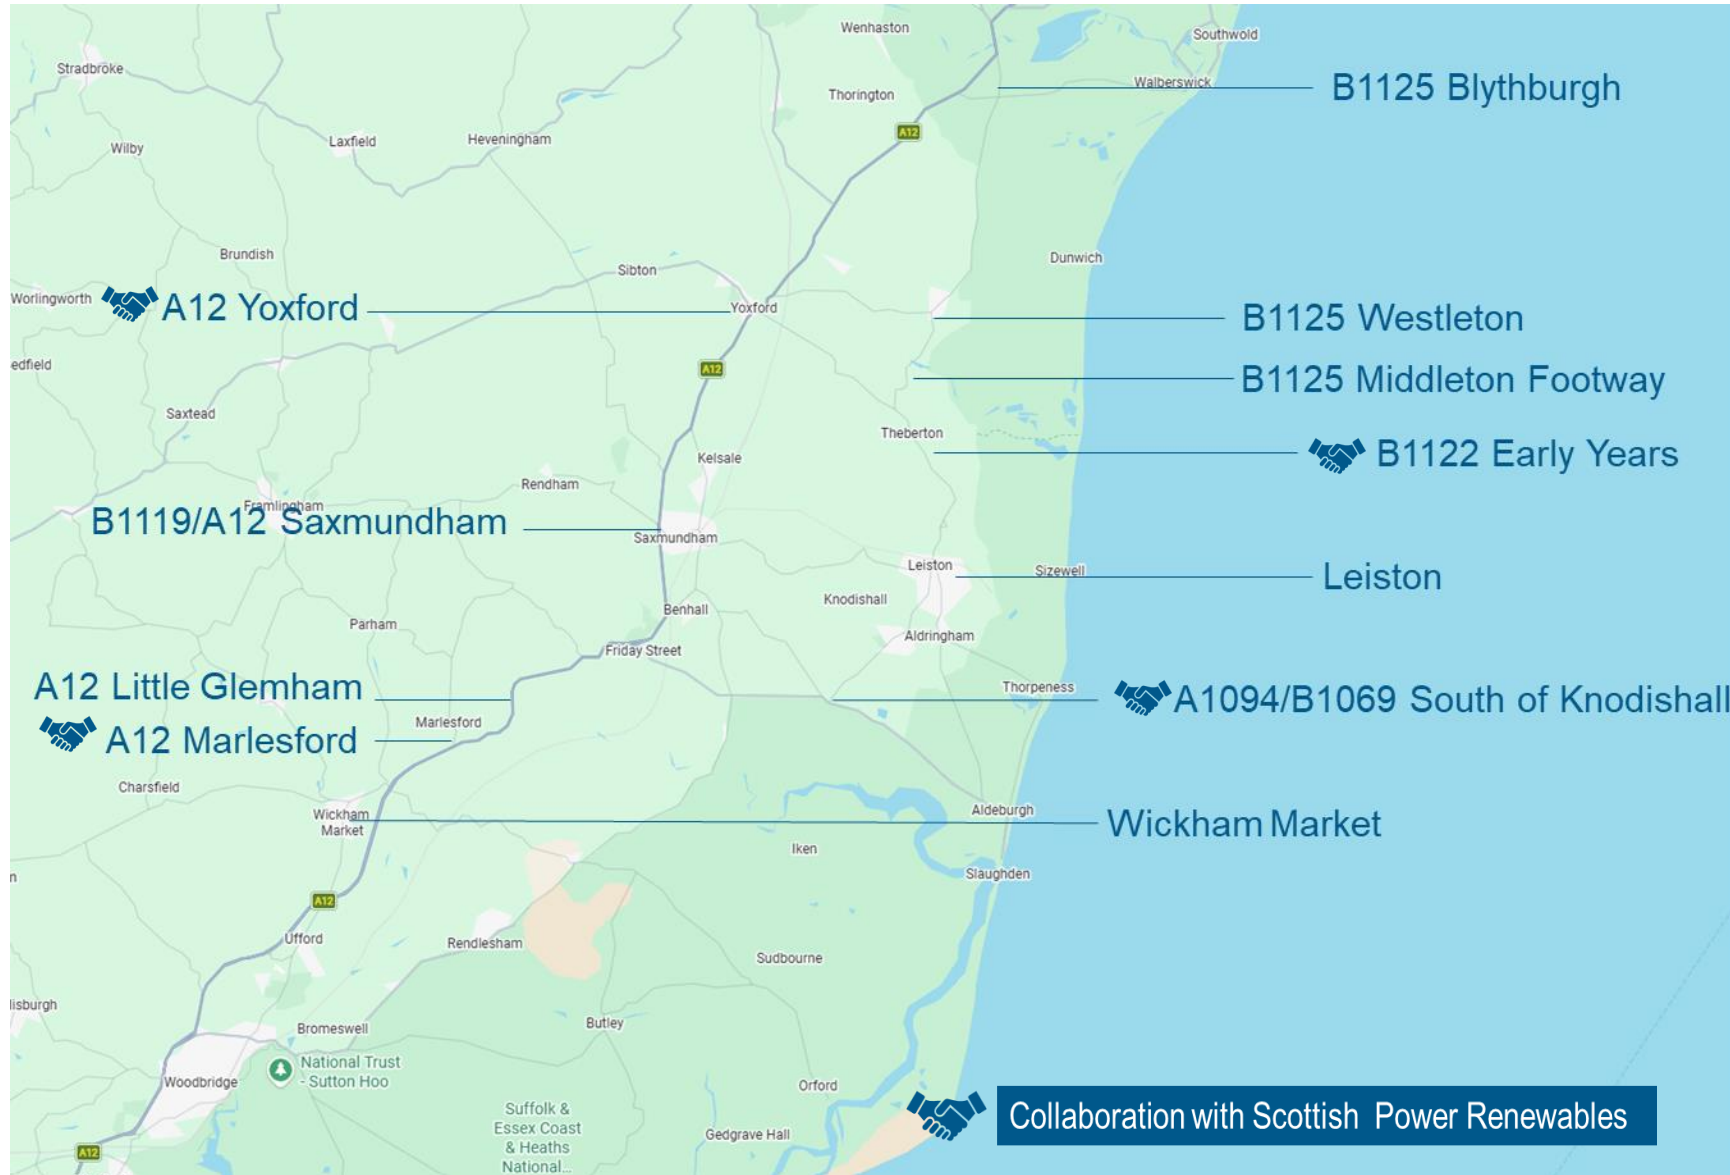 Wenhaston
Southwold
Stradbroke
Walberswick
B1125 Blythburgh
Thorington
A12
Laxfield
Heveningham
Wilby
Brundish
Dunwich
Sibton
Worlingworth
A12 Yoxford
Yoxford
B1125 Westleton
edfield
A12
B1125 Middleton Footway
Saxtead
Theberton
B1122 Early Years
Kelsale
Rendham
Framlingham
B1119/A12 Saxmundham
Saxmundham
Leiston
Sizewell
Leiston
Knodishall
Benhall
Parham
Aldringham
Friday Street
A12 Little Glemham
Thorpeness
A1094/B1069 South of Knodishall
Marlesford
A12 Marlesford
Charsfield
Wickham
Market
Aldeburgh
Wickham Market
Iken
n
Slaughden
A12
Ufford
Rendlesham
Sudbourne
lisburgh
Bromeswell
Butley
National Trust
- Sutton Hoo
Woodbridge
Orford
Suffolk &
Essex Coast
& Heaths
National...
Gedgrave Hall
Collaboration with Scottish Power Renewables
A12